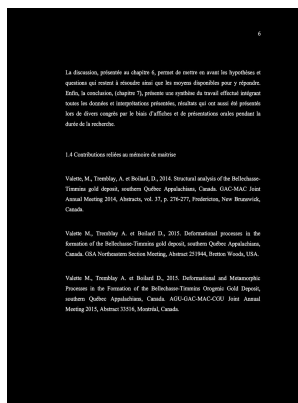 6
La discussion, présentée au chapitre 6, permet de mettre en avant les hypothèses et
questions qui restent à résoudre ainsi que les moyens disponibles pour y répondre.
Enfin, la conclusion, (chapitre 7), présente une synthèse du travail effectué intégrant
toutes les données et interprétations présentées, résultats qui ont aussi été présentés
lors de divers congrès par le biais d'affiches et de présentations orales pendant la
durée de la recherche.
1.4 Contributions reliées au mémoire de maitrise
Valette, M., Tremblay, A. et Boilard, D., 2014. Structural analysis of the Bellechasse-
Timmins gold deposit, southern Québec Appalachians, Canada. GAC-MAC Joint
Annual Meeting 2014, Abstracts, vol. 37, p. 276-277, Fredericton, New Brunswick,
Canada.
Valette M., Tremblay A. et Boilard D., 2015. Deformational processes in the
formation of the Bellechasse-Timmins gold deposit, southern Québec Appalachians,
Canada. GSA Northeastern Section Meeting, Abstract 251944, Bretton Woods, USA.
Valette M., Tremblay A. et Boilard D., 2015. Deformational and Metamorphic
Processes in the Formation of the Bellechasse-Timmins Orogenic Gold Deposit,
southern Québec Appalachians, Canada. AGU-GAC-MAC-CGU Joint Annual
Meeting 2015, Abstract 33516, Montréal, Canada.